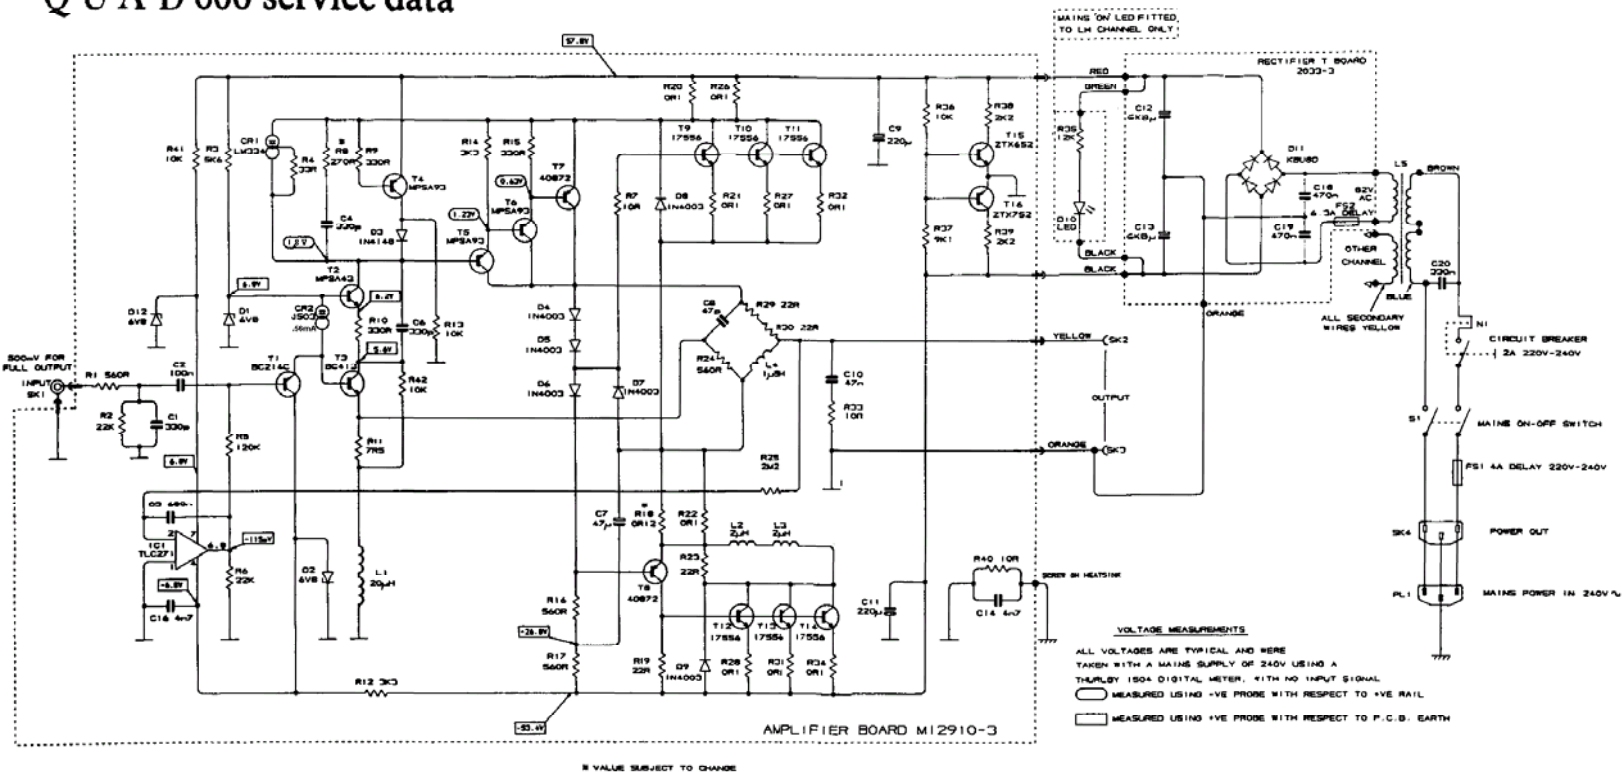 QUAD 606 service data
MAINS 'ON' LED FITTED
TO LH CHANNEL ONLY
57.8V
RECTIFIER T BOARD
2033-3
RED
GREEN
R20
0R1
R26
0R1
R41
10K
R3
5K6
CR1
LM334
R4
33R
R8
270R
R9
330R
T4
MPSA93
R14
3K3
R15
330R
0.63V
T7
40872
T9
17556
T10
17556
T11
17556
R7
10R
D8
1N4003
R21
0R1
R27
0R1
R32
0R1
C9
220µ
R36
10K
R38
2K2
T15
ZTX652
T16
ZTX752
R37
9K1
R39
2K2
R35
12K
D10
LED
C12
6K8µ
C13
6K8µ
D11
KBU8D
C18
470n
C19
470n
62V
AC
FS2
6.3A DELAY
L5
BROWN
OTHER
CHANNEL
C20
330n
BLUE
ALL SECONDARY
WIRES YELLOW
BLACK
BLACK
ORANGE
C4
330p
D3
1N4148
1.23V
T6
MPSA93
T5
MPSA93
T2
MPSA43
6.9V
D12
6V8
D1
6V8
CR2
J503
.56mA
R10
330R
C6
330p
R13
10K
5.6V
D4
1N4003
D5
1N4003
D6
1N4003
D7
1N4003
C8
47p
R29 22R
R30 22R
R24
560R
L4
1µ5H
YELLOW
SK2
OUTPUT
ORANGE
SK3
C10
47n
R33
10R
N1
CIRCUIT BREAKER
2A 220V-240V
S1
MAINS ON-OFF SWITCH
FS1 4A DELAY 220V-240V
SK4
POWER OUT
PL1
MAINS POWER IN 240V∿
500mV FOR
FULL OUTPUT
INPUT
SK1
R1 560R
C2
100n
R2
22K
C1
330p
T1
BC214C
T3
BC413
R42
10K
R5
120K
R11
7R5
R25
2M2
6.8V
IC1
TLC271
-115mV
-6.8V
C16 4n7
R6
22K
D2
6V8
L1
20µH
C7
47µ
R18
0R12
R22
0R1
L2
2µH
L3
2µH
R23
22R
T8
40872
T12
17556
T13
17556
T14
17556
R16
560R
-26.8V
R17
560R
R19
22R
D9
1N4003
R28
0R1
R31
0R1
R34
0R1
R12 3K3
-53.4V
C11
220µ
R40 10R
C14 4n7
SCREW ON HEATSINK
AMPLIFIER BOARD M12910-3
VOLTAGE MEASUREMENTS
ALL VOLTAGES ARE TYPICAL AND WERE
TAKEN WITH A MAINS SUPPLY OF 240V USING A
THURLBY 1504 DIGITAL METER, WITH NO INPUT SIGNAL
MEASURED USING -VE PROBE WITH RESPECT TO +VE RAIL
MEASURED USING +VE PROBE WITH RESPECT TO P.C.B. EARTH
VALUE SUBJECT TO CHANGE